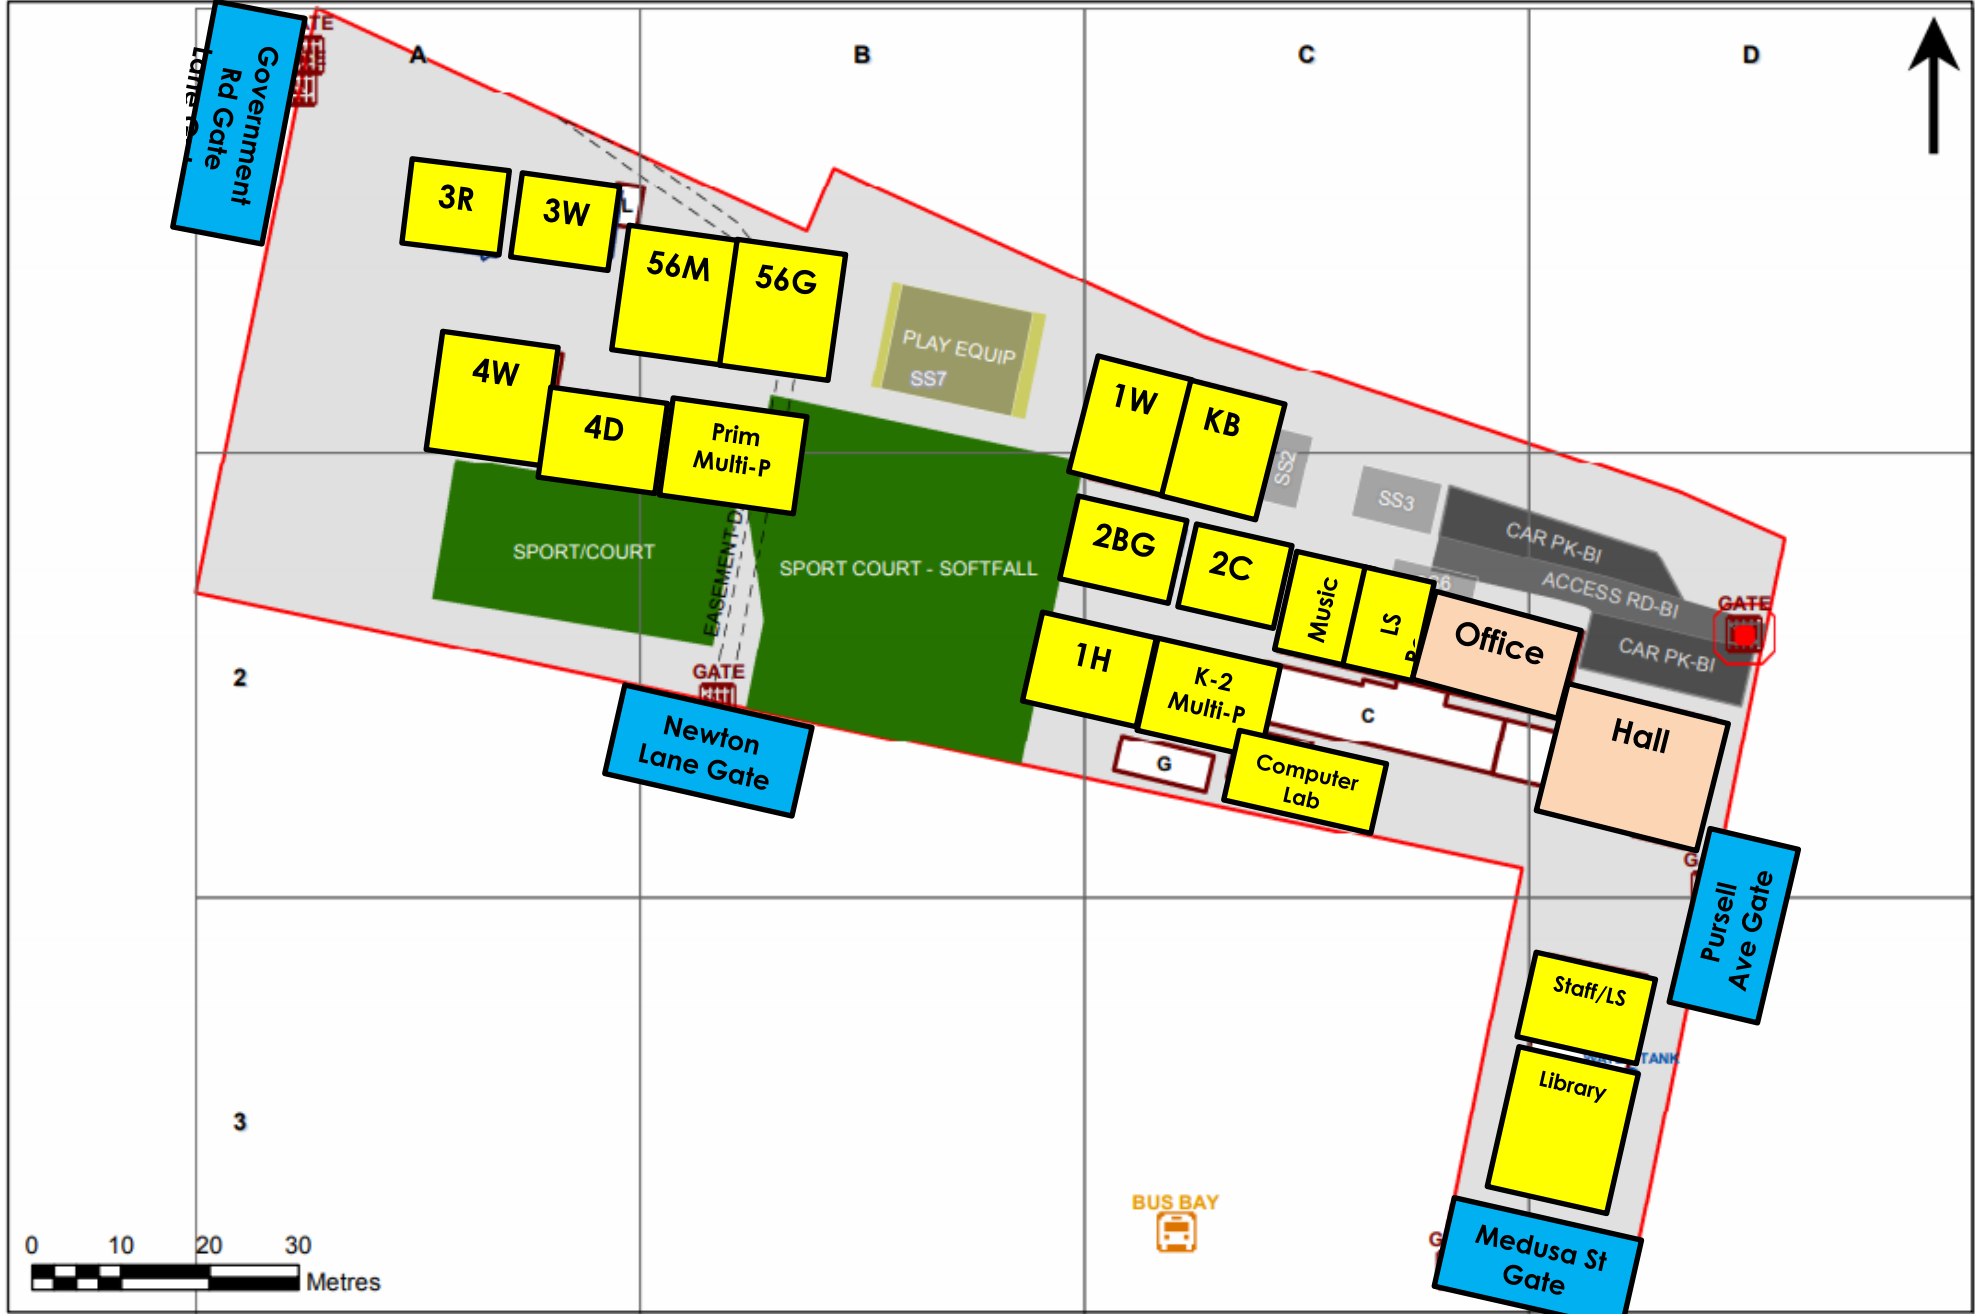 A
B
C
D
Government
Rd Gate
3R
3W
L
56M
56G
PLAY EQUIP
SS7
4W
4D
Prim
Multi-P
1W
KB
SS2
SS3
CAR PK-BI
ACCESS RD-BI
CAR PK-BI
GATE
2BG
2C
Music
LS
Office
SPORT/COURT
EASEMENT-D
SPORT COURT - SOFTFALL
2
GATE
Newton
Lane Gate
1H
K-2
Multi-P
C
Hall
G
Computer
Lab
Pursell
Ave Gate
Staff/LS
TANK
Library
3
BUS BAY
Medusa St
Gate
0 10 20 30
Metres